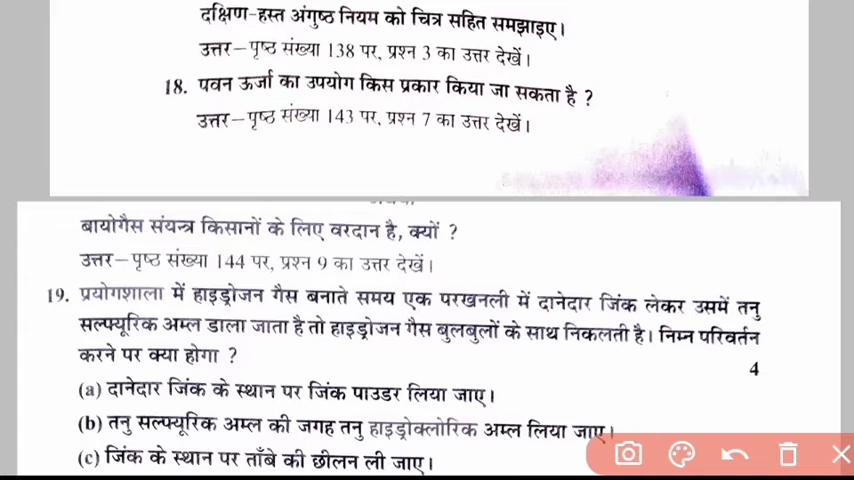 दक्षिण-हस्त अंगुष्ठ नियम को चित्र सहित समझाइए।
उत्तर–पृष्ठ संख्या 138 पर, प्रश्न 3 का उत्तर देखें।
18. पवन ऊर्जा का उपयोग किस प्रकार किया जा सकता है ?
उत्तर–पृष्ठ संख्या 143 पर, प्रश्न 7 का उत्तर देखें।
बायोगैस संयन्त्र किसानों के लिए वरदान है, क्यों ?
उत्तर–पृष्ठ संख्या 144 पर, प्रश्न 9 का उत्तर देखें।
19. प्रयोगशाला में हाइड्रोजन गैस बनाते समय एक परखनली में दानेदार जिंक लेकर उसमें तनु
सल्फ्यूरिक अम्ल डाला जाता है तो हाइड्रोजन गैस बुलबुलों के साथ निकलती है। निम्न परिवर्तन
करने पर क्या होगा ? 4
(a) दानेदार जिंक के स्थान पर जिंक पाउडर लिया जाए।
(b) तनु सल्फ्यूरिक अम्ल की जगह तनु हाइड्रोक्लोरिक अम्ल लिया जाए।
(c) जिंक के स्थान पर ताँबे की छीलन ली जाए।